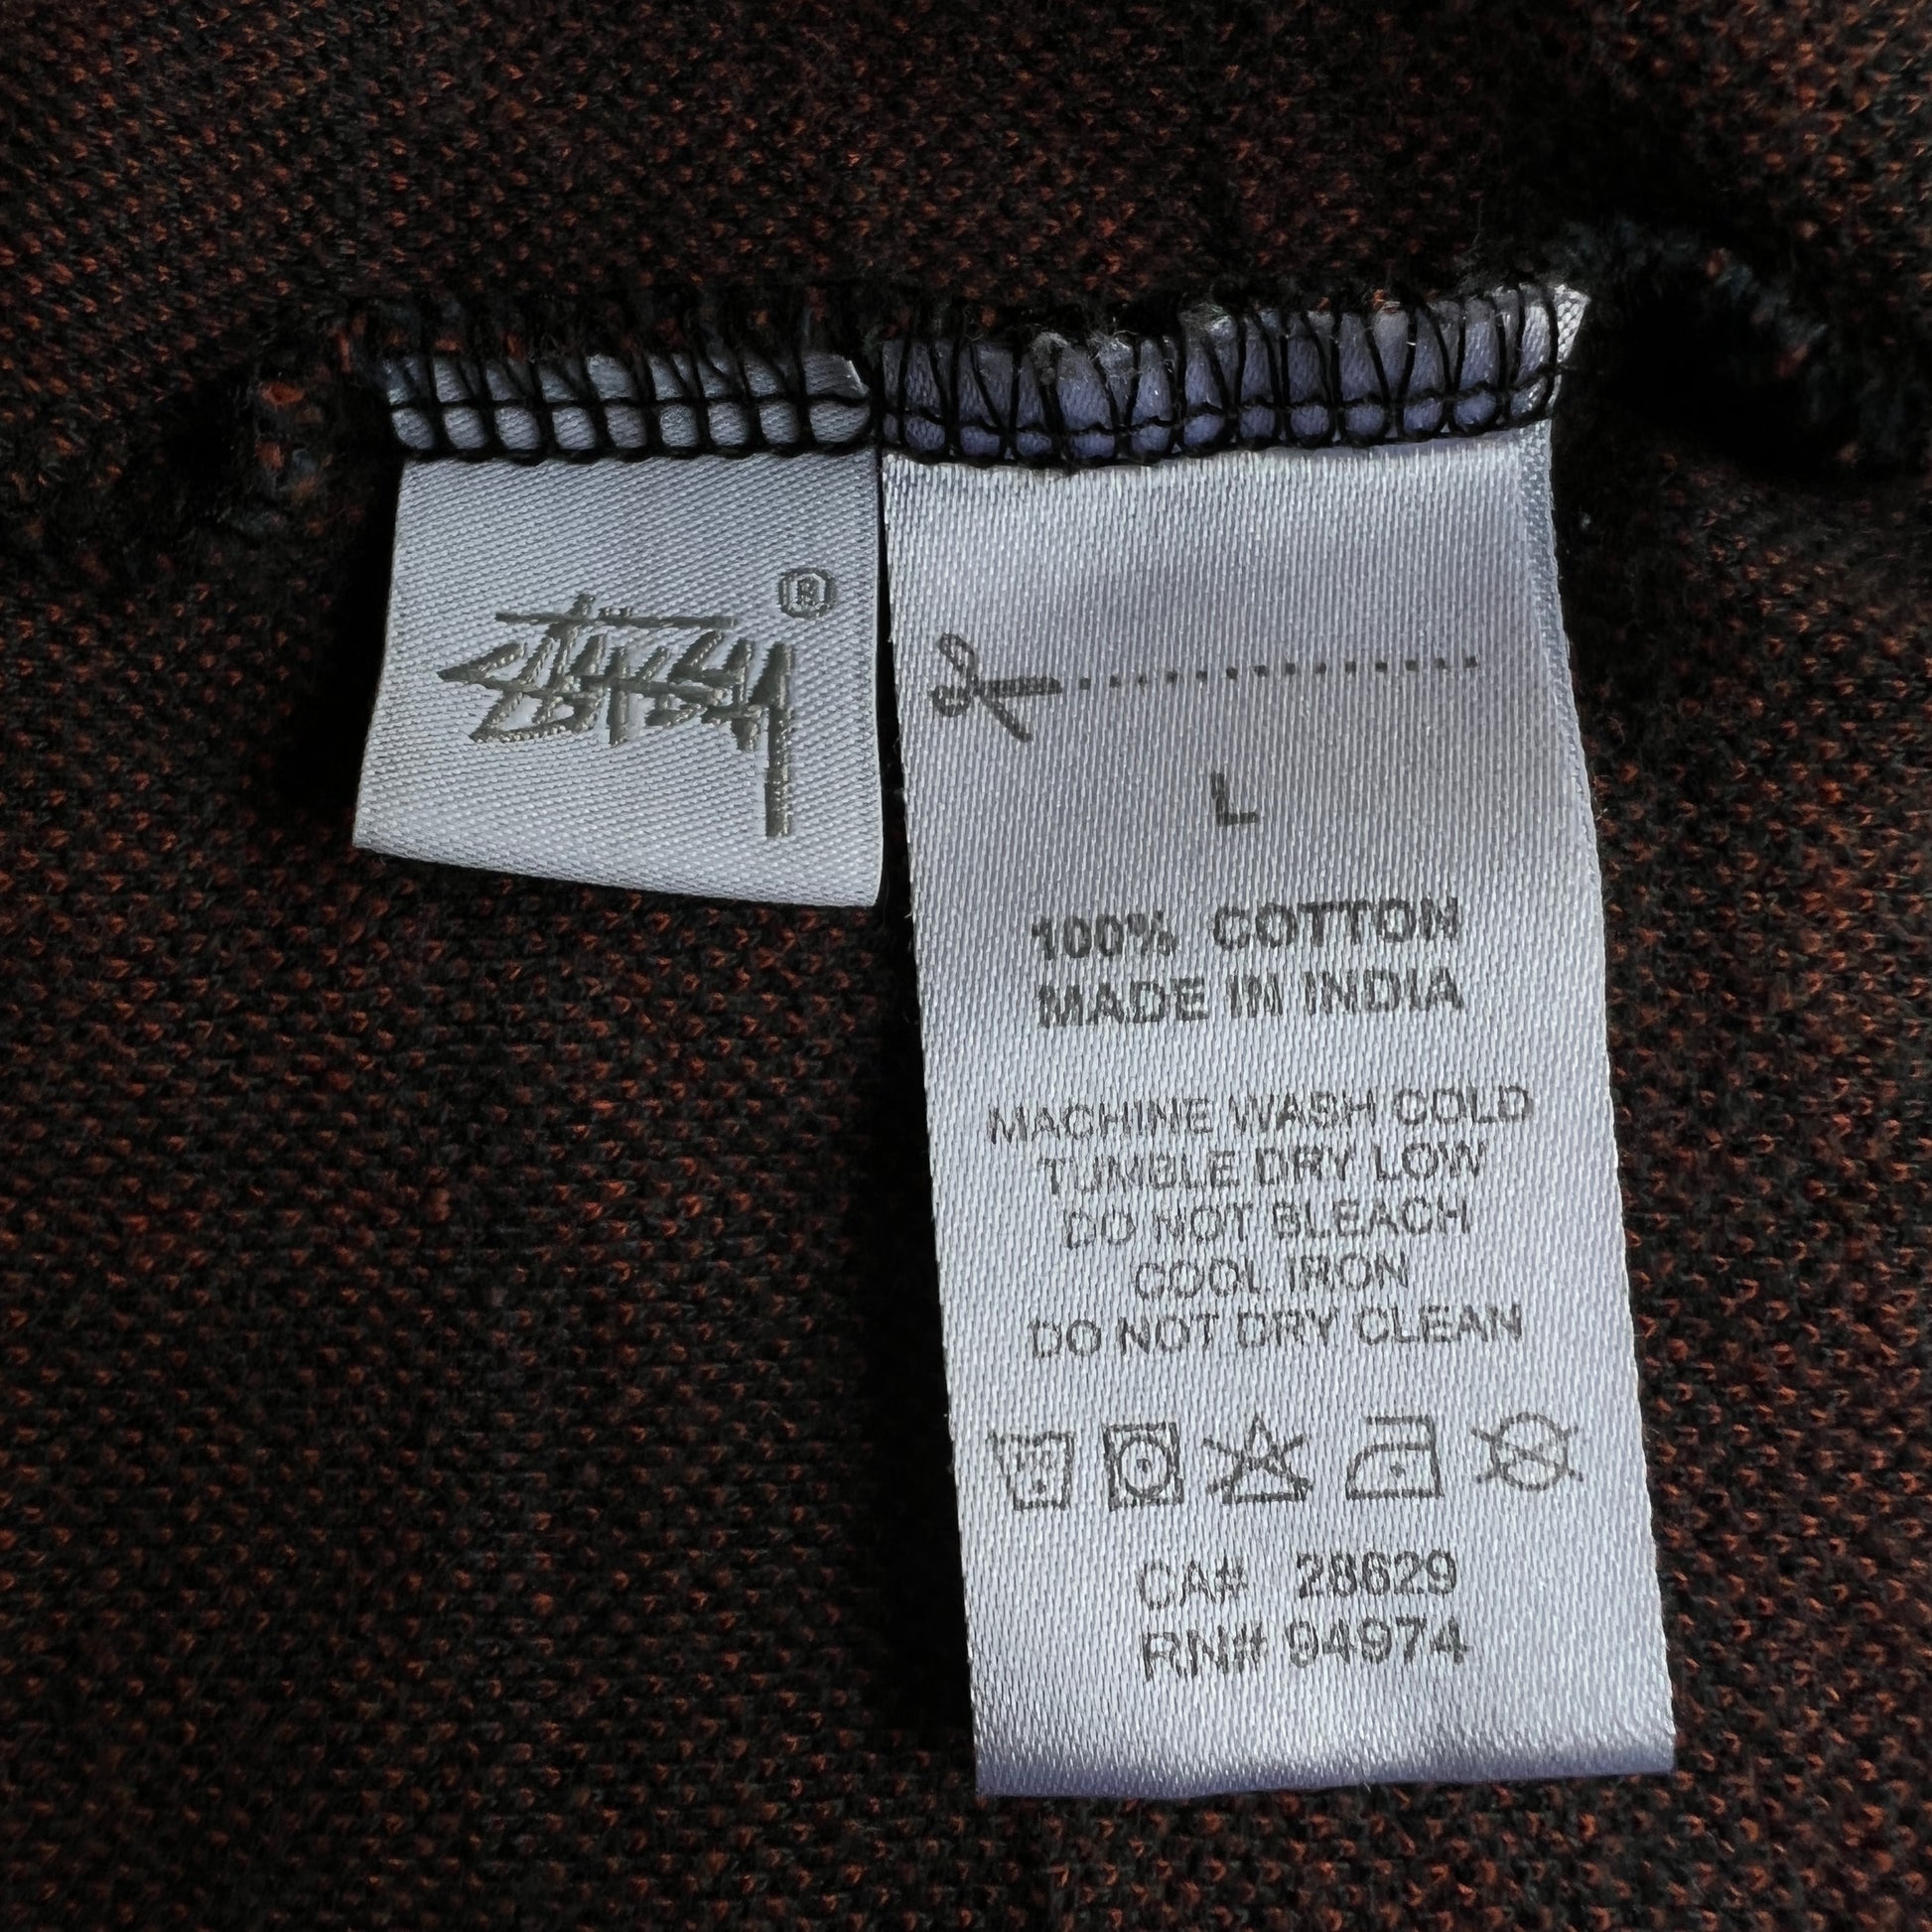 Stüssy ®
L
100% COTTON
MADE IN INDIA
MACHINE WASH COLD
TUMBLE DRY LOW
DO NOT BLEACH
COOL IRON
DO NOT DRY CLEAN
CA# 28629
RN# 94974